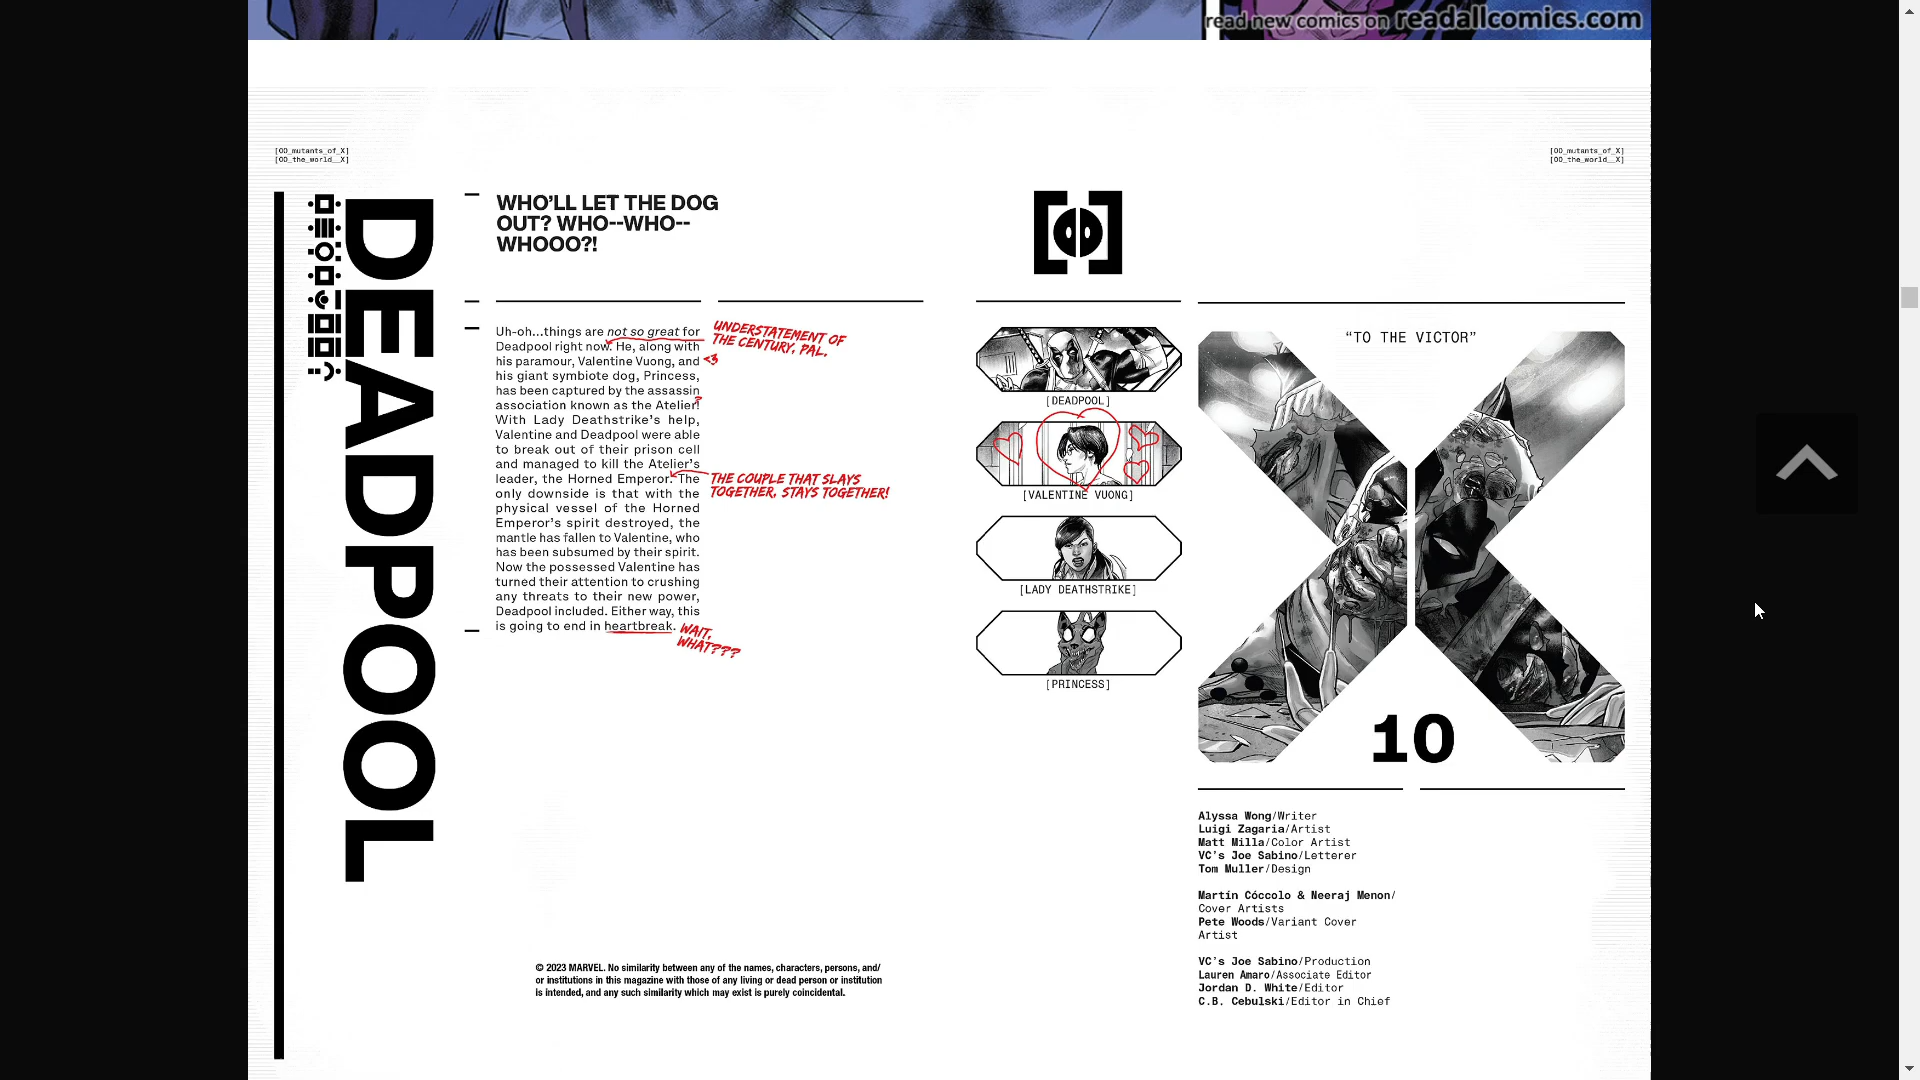 read new comics on readallcomics.com
[00_mutants_of_X]
[00_the_world__X]
[00_mutants_of_X]
[00_the_world__X]
DEADPOOL
WHO'LL LET THE DOG
OUT? WHO--WHO--
WHOOO?!
Uh-oh...things are not so great for
Deadpool right now. He, along with
his paramour, Valentine Vuong, and
his giant symbiote dog, Princess,
has been captured by the assassin
association known as the Atelier!
With Lady Deathstrike's help,
Valentine and Deadpool were able
to break out of their prison cell
and managed to kill the Atelier's
leader, the Horned Emperor. The
only downside is that with the
physical vessel of the Horned
Emperor's spirit destroyed, the
mantle has fallen to Valentine, who
has been subsumed by their spirit.
Now the possessed Valentine has
turned their attention to crushing
any threats to their new power,
Deadpool included. Either way, this
is going to end in heartbreak.
UNDERSTATEMENT OF
THE CENTURY, PAL.
<3
?
THE COUPLE THAT SLAYS
TOGETHER, STAYS TOGETHER!
WAIT,
WHAT???
[DEADPOOL]
[VALENTINE VUONG]
[LADY DEATHSTRIKE]
[PRINCESS]
"TO THE VICTOR"
10
Alyssa Wong/Writer
Luigi Zagaria/Artist
Matt Milla/Color Artist
VC's Joe Sabino/Letterer
Tom Muller/Design
Martín Cóccolo & Neeraj Menon/
Cover Artists
Pete Woods/Variant Cover
Artist
VC's Joe Sabino/Production
Lauren Amaro/Associate Editor
Jordan D. White/Editor
C.B. Cebulski/Editor in Chief
© 2023 MARVEL. No similarity between any of the names, characters, persons, and/
or institutions in this magazine with those of any living or dead person or institution
is intended, and any such similarity which may exist is purely coincidental.